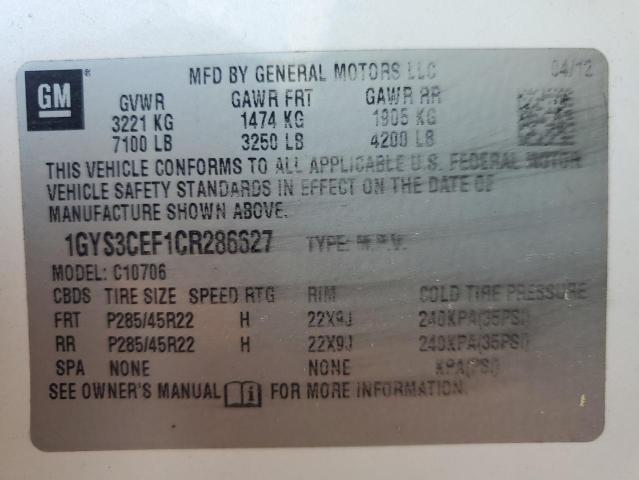 GM ®
MFD BY GENERAL MOTORS LLC 04/12
GVWR GAWR FRT GAWR RR
3221 KG 1474 KG 1905 KG
7100 LB 3250 LB 4200 LB
THIS VEHICLE CONFORMS TO ALL APPLICABLE U.S. FEDERAL MOTOR
VEHICLE SAFETY STANDARDS IN EFFECT ON THE DATE OF
MANUFACTURE SHOWN ABOVE.
1GYS3CEF1CR286627 TYPE: M.P.V.
MODEL: C10706
CBDS TIRE SIZE SPEED RTG RIM COLD TIRE PRESSURE
FRT P285/45R22 H 22X9J 240KPA(35PSI)
RR P285/45R22 H 22X9J 240KPA(35PSI)
SPA NONE NONE KPA(PSI)
SEE OWNER'S MANUAL FOR MORE INFORMATION.